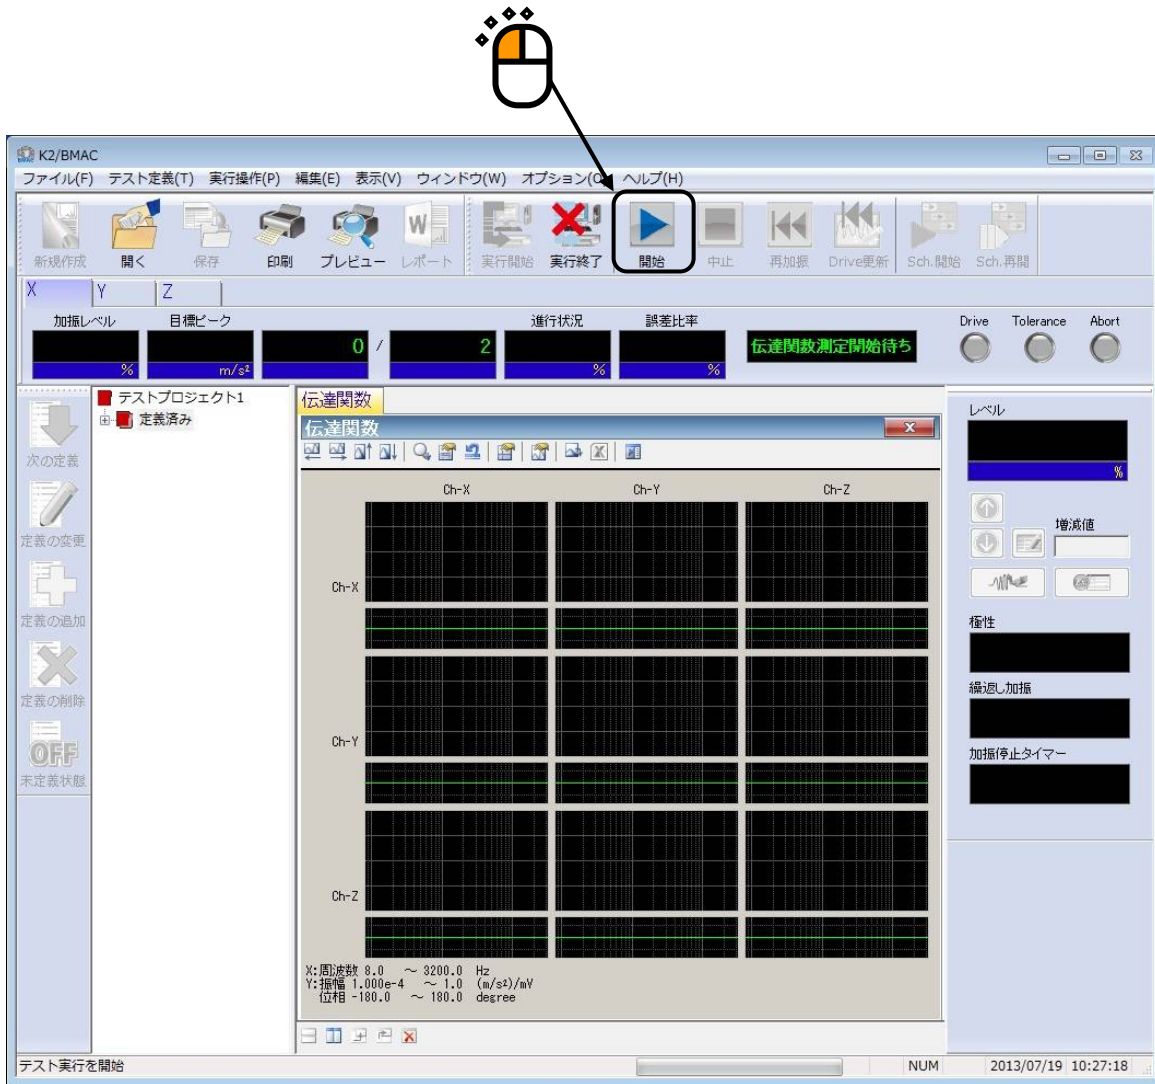 K2/BMAC
ファイル(F) テスト定義(T) 実行操作(P) 編集(E) 表示(V) ウィンドウ(W) オプション(O) ヘルプ(H)
新規作成 開く 保存 印刷 プレビュー レポート 実行開始 実行終了 開始 中止 再加振 Drive更新 Sch.開始 Sch.再開
X Y Z
加振レベル 目標ピーク 進行状況 誤差比率 Drive Tolerance Abort
0 / 2 伝達関数測定開始待ち
% m/s² % %
テストプロジェクト1
定義済み
次の定義
定義の変更
定義の追加
定義の削除
OFF
未定義状態
伝達関数
伝達関数
Ch-X Ch-Y Ch-Z
Ch-X
Ch-Y
Ch-Z
X:周波数 8.0 ～ 3200.0 Hz
Y:振幅 1.000e-4 ～ 1.0 (m/s²)/mV
位相 -180.0 ～ 180.0 degree
レベル
%
増減値
極性
繰返し加振
加振停止タイマー
テスト実行を開始 NUM 2013/07/19 10:27:18